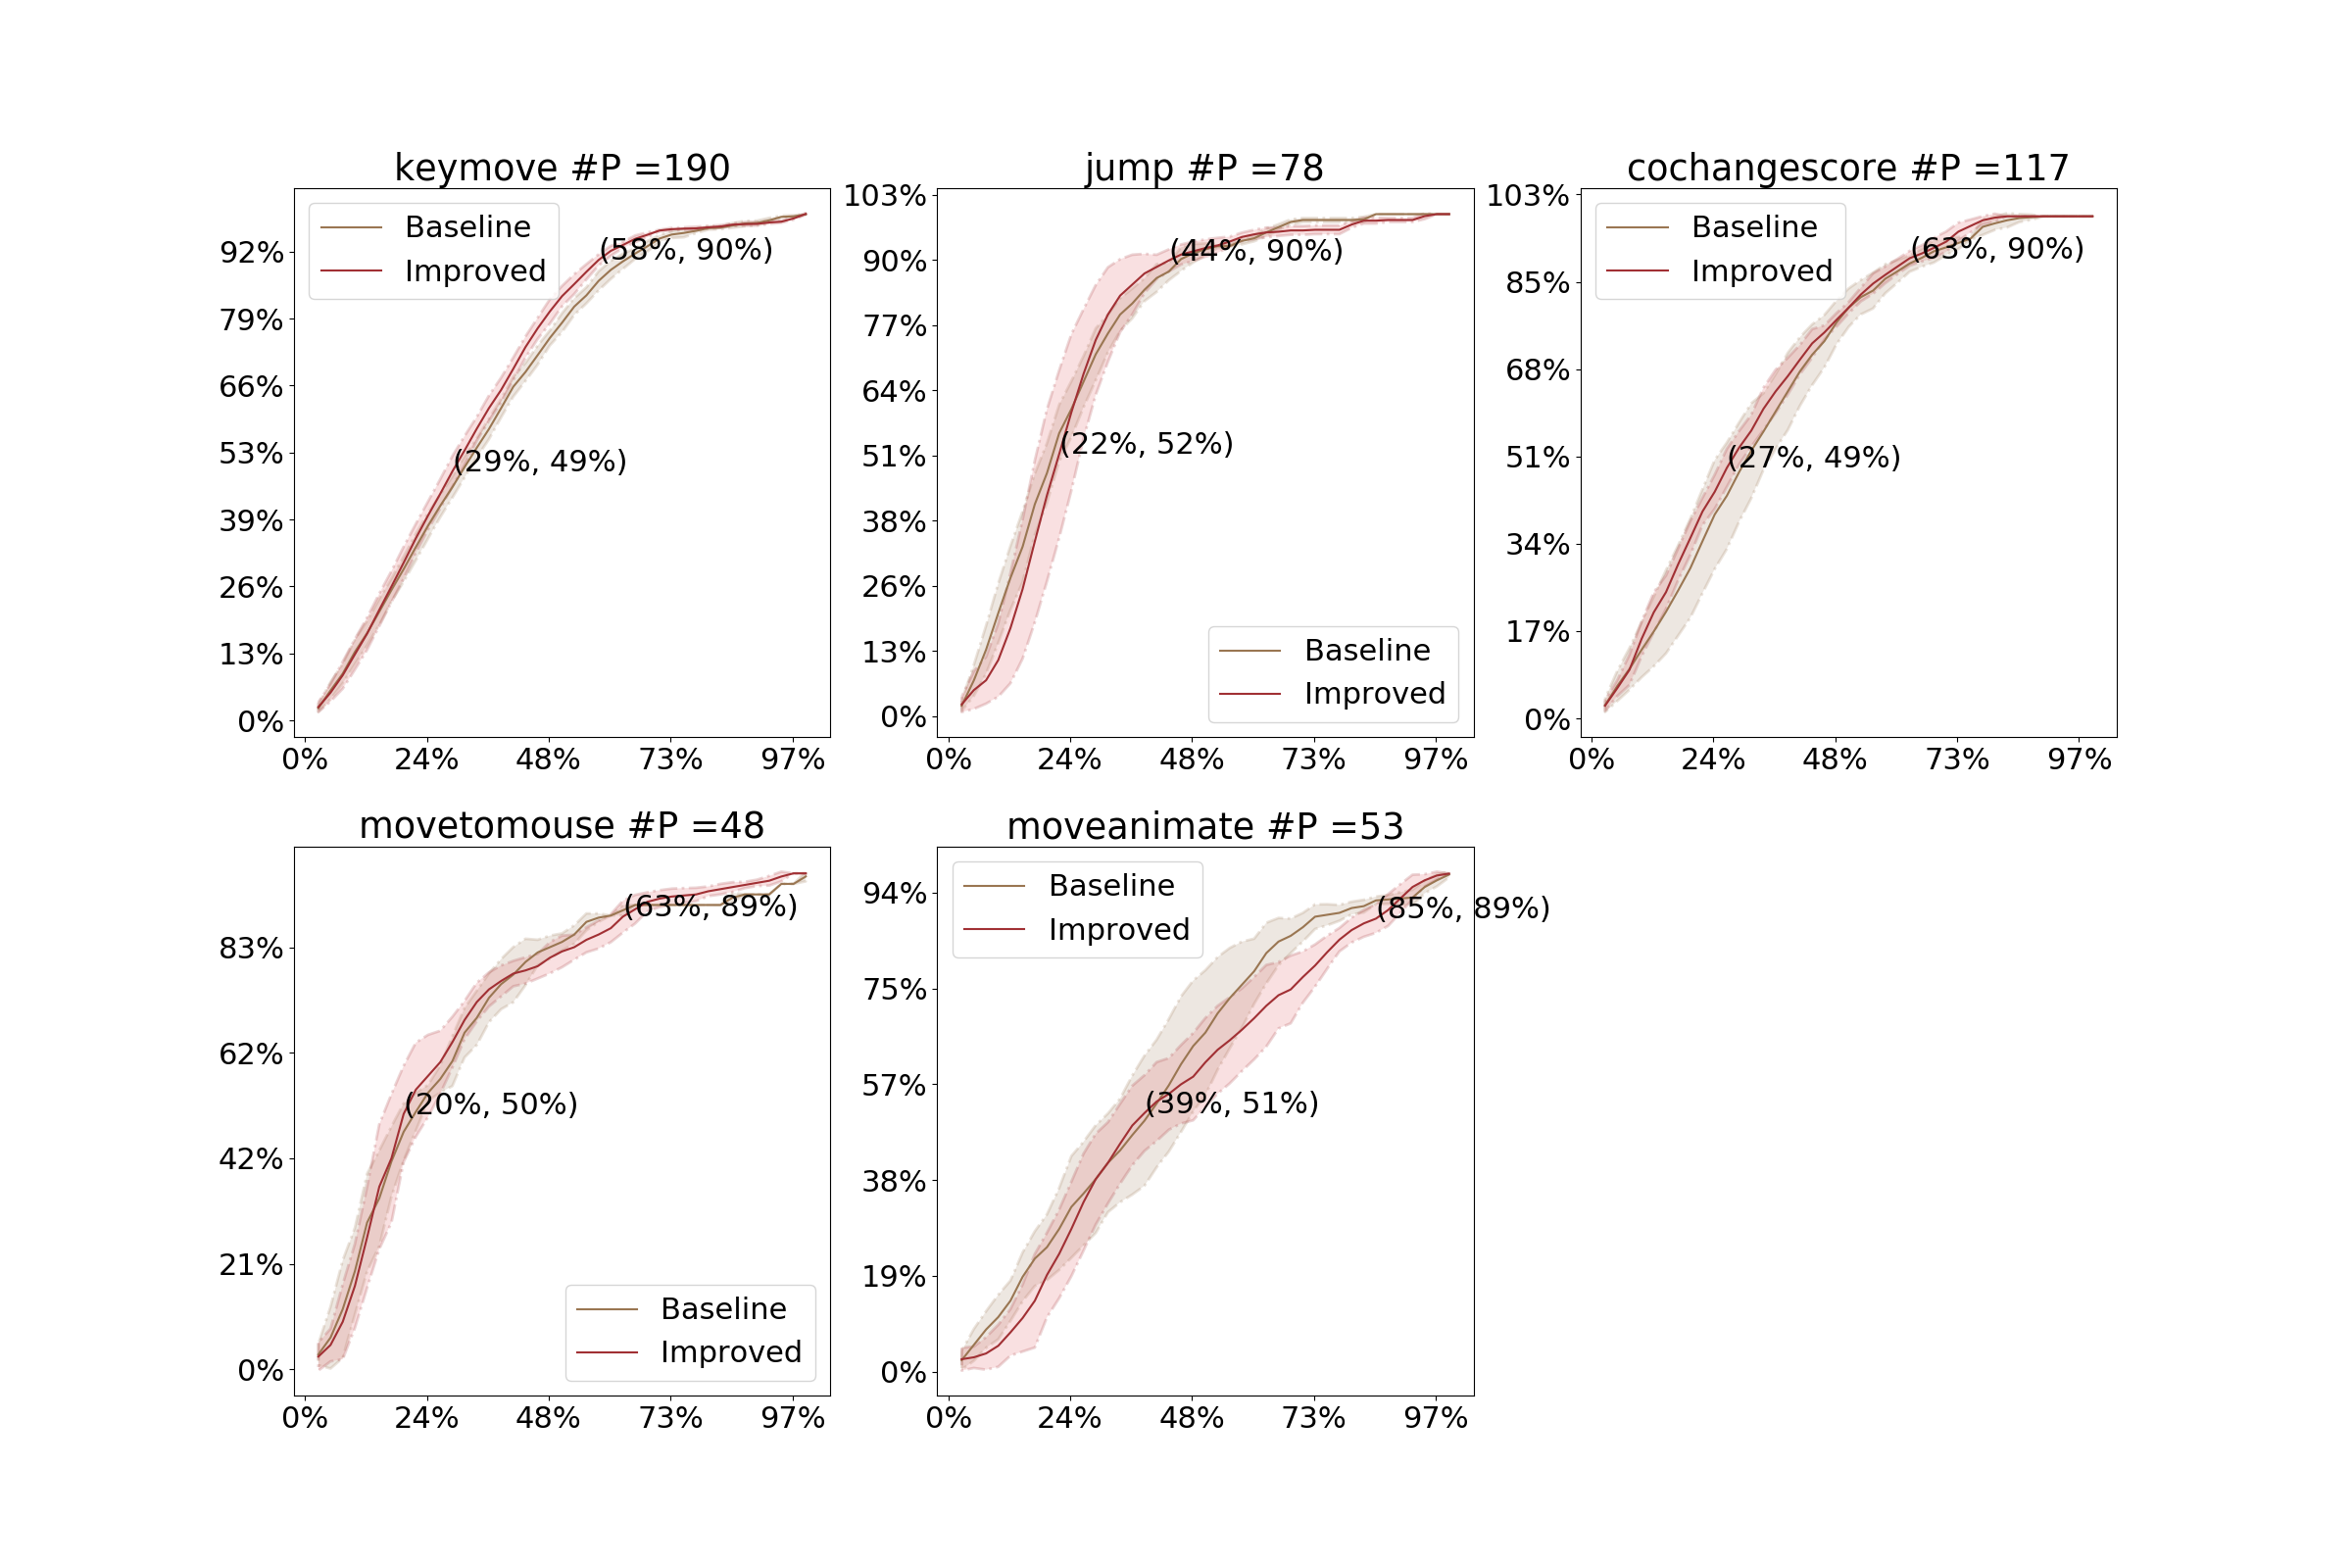 keymove #P =190
Baseline
Improved
(58%, 90%)
(29%, 49%)
92%
79%
66%
53%
39%
26%
13%
0%
0% 24% 48% 73% 97%
jump #P =78
103%
90%
77%
64%
51%
38%
26%
13%
0%
(44%, 90%)
(22%, 52%)
Baseline
Improved
0% 24% 48% 73% 97%
cochangescore #P =117
103%
85%
68%
51%
34%
17%
0%
Baseline
Improved
(63%, 90%)
(27%, 49%)
0% 24% 48% 73% 97%
movetomouse #P =48
83%
62%
42%
21%
0%
(63%, 89%)
(20%, 50%)
Baseline
Improved
0% 24% 48% 73% 97%
moveanimate #P =53
94%
75%
57%
38%
19%
0%
Baseline
Improved
(85%, 89%)
(39%, 51%)
0% 24% 48% 73% 97%